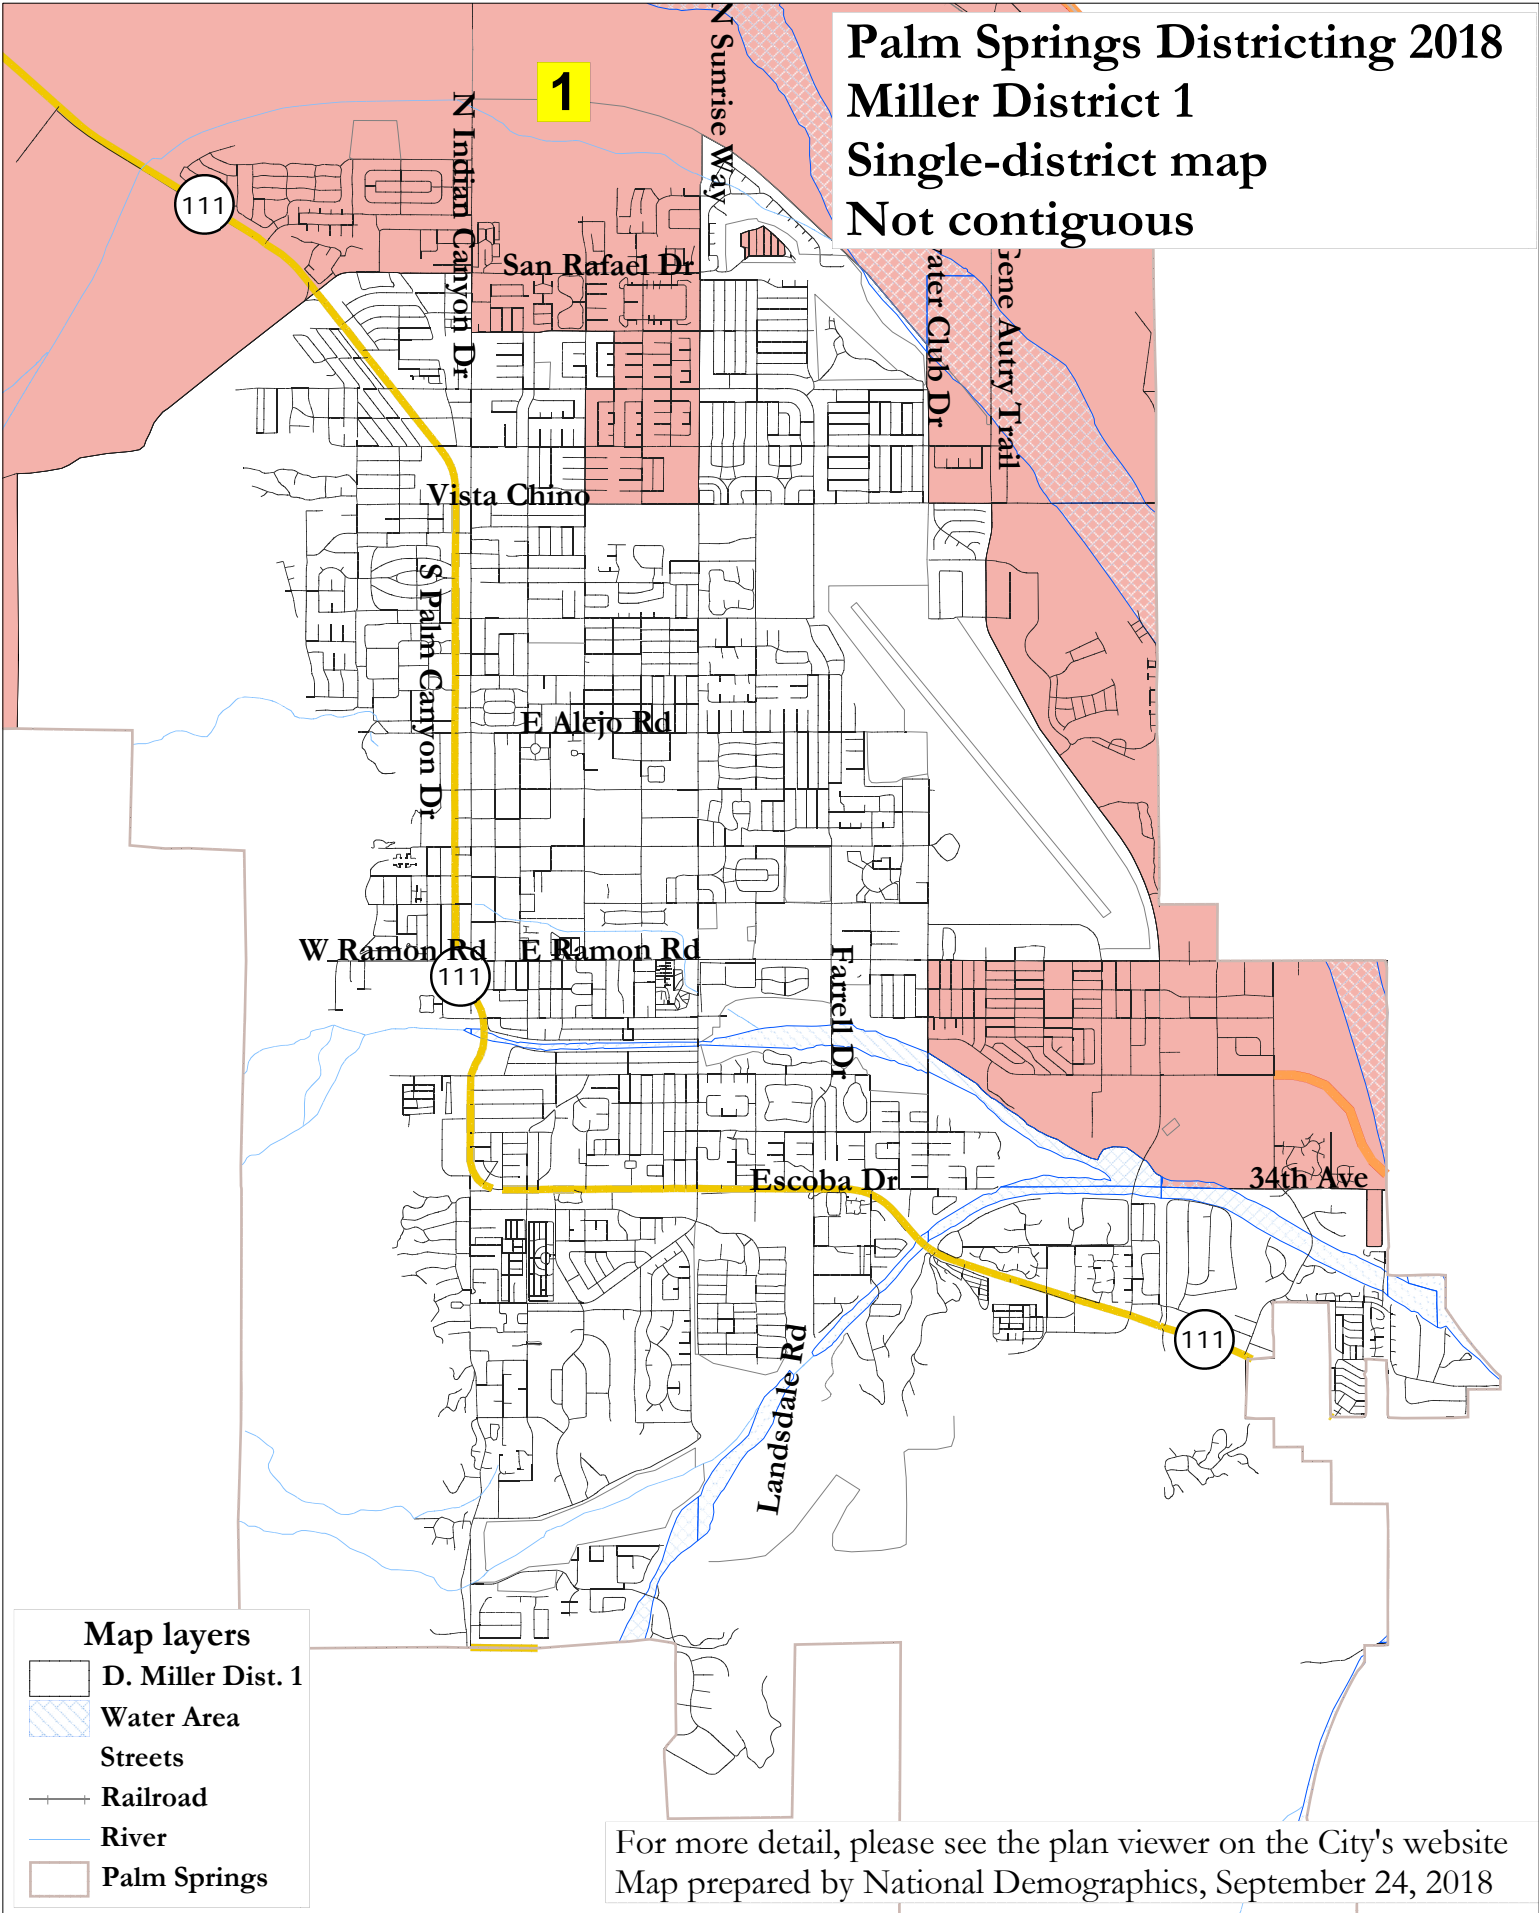 Palm Springs Districting 2018
Miller District 1
Single-district map
Not contiguous
1
N Sunrise Way
N Indian Canyon Dr
111
San Rafael Dr
ater Club Dr
Gene Autry Trail
Vista Chino
S Palm Canyon Dr
E Alejo Rd
W Ramon Rd
E Ramon Rd
111
Farrell Dr
Escoba Dr
34th Ave
111
Landsdale Rd
Map layers
D. Miller Dist. 1
Water Area
Streets
Railroad
River
Palm Springs
For more detail, please see the plan viewer on the City's website
Map prepared by National Demographics, September 24, 2018